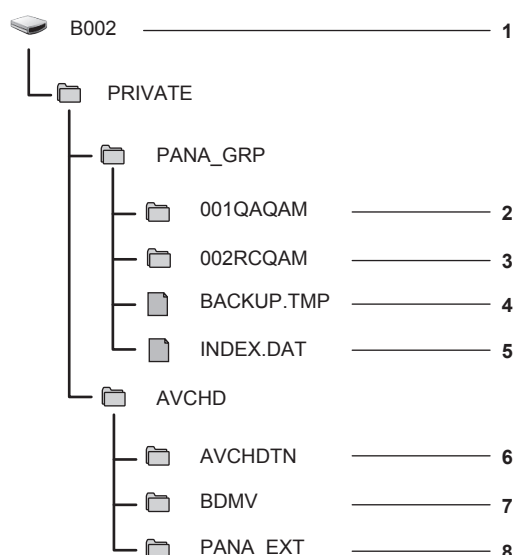 B002 1
PRIVATE
PANA_GRP
001QAQAM 2
002RCQAM 3
BACKUP.TMP 4
INDEX.DAT 5
AVCHD
AVCHDTN 6
BDMV 7
PANA_EXT 8